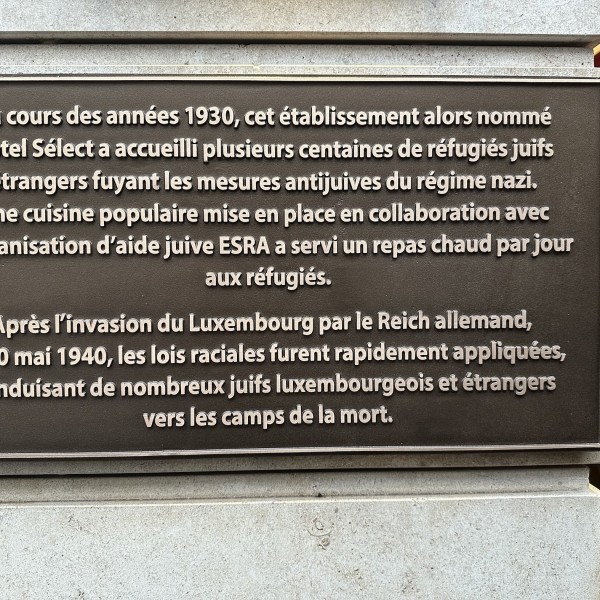 cours des années 1930, cet établissement alors nommé
tel Sélect a accueilli plusieurs centaines de réfugiés juifs
trangers fuyant les mesures antijuives du régime nazi.
ne cuisine populaire mise en place en collaboration avec
anisation d'aide juive ESRA a servi un repas chaud par jour
aux réfugiés.
Après l'invasion du Luxembourg par le Reich allemand,
0 mai 1940, les lois raciales furent rapidement appliquées,
nduisant de nombreux juifs luxembourgeois et étrangers
vers les camps de la mort.